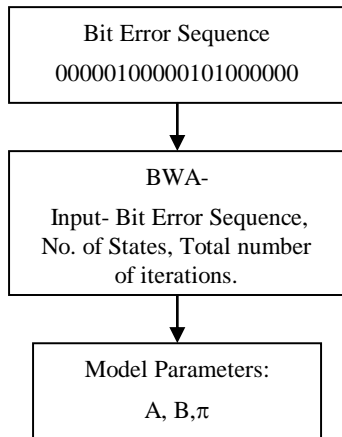 Bit Error Sequence
00000100000101000000
BWA-
Input- Bit Error Sequence,
No. of States, Total number
of iterations.
Model Parameters:
A, B,π